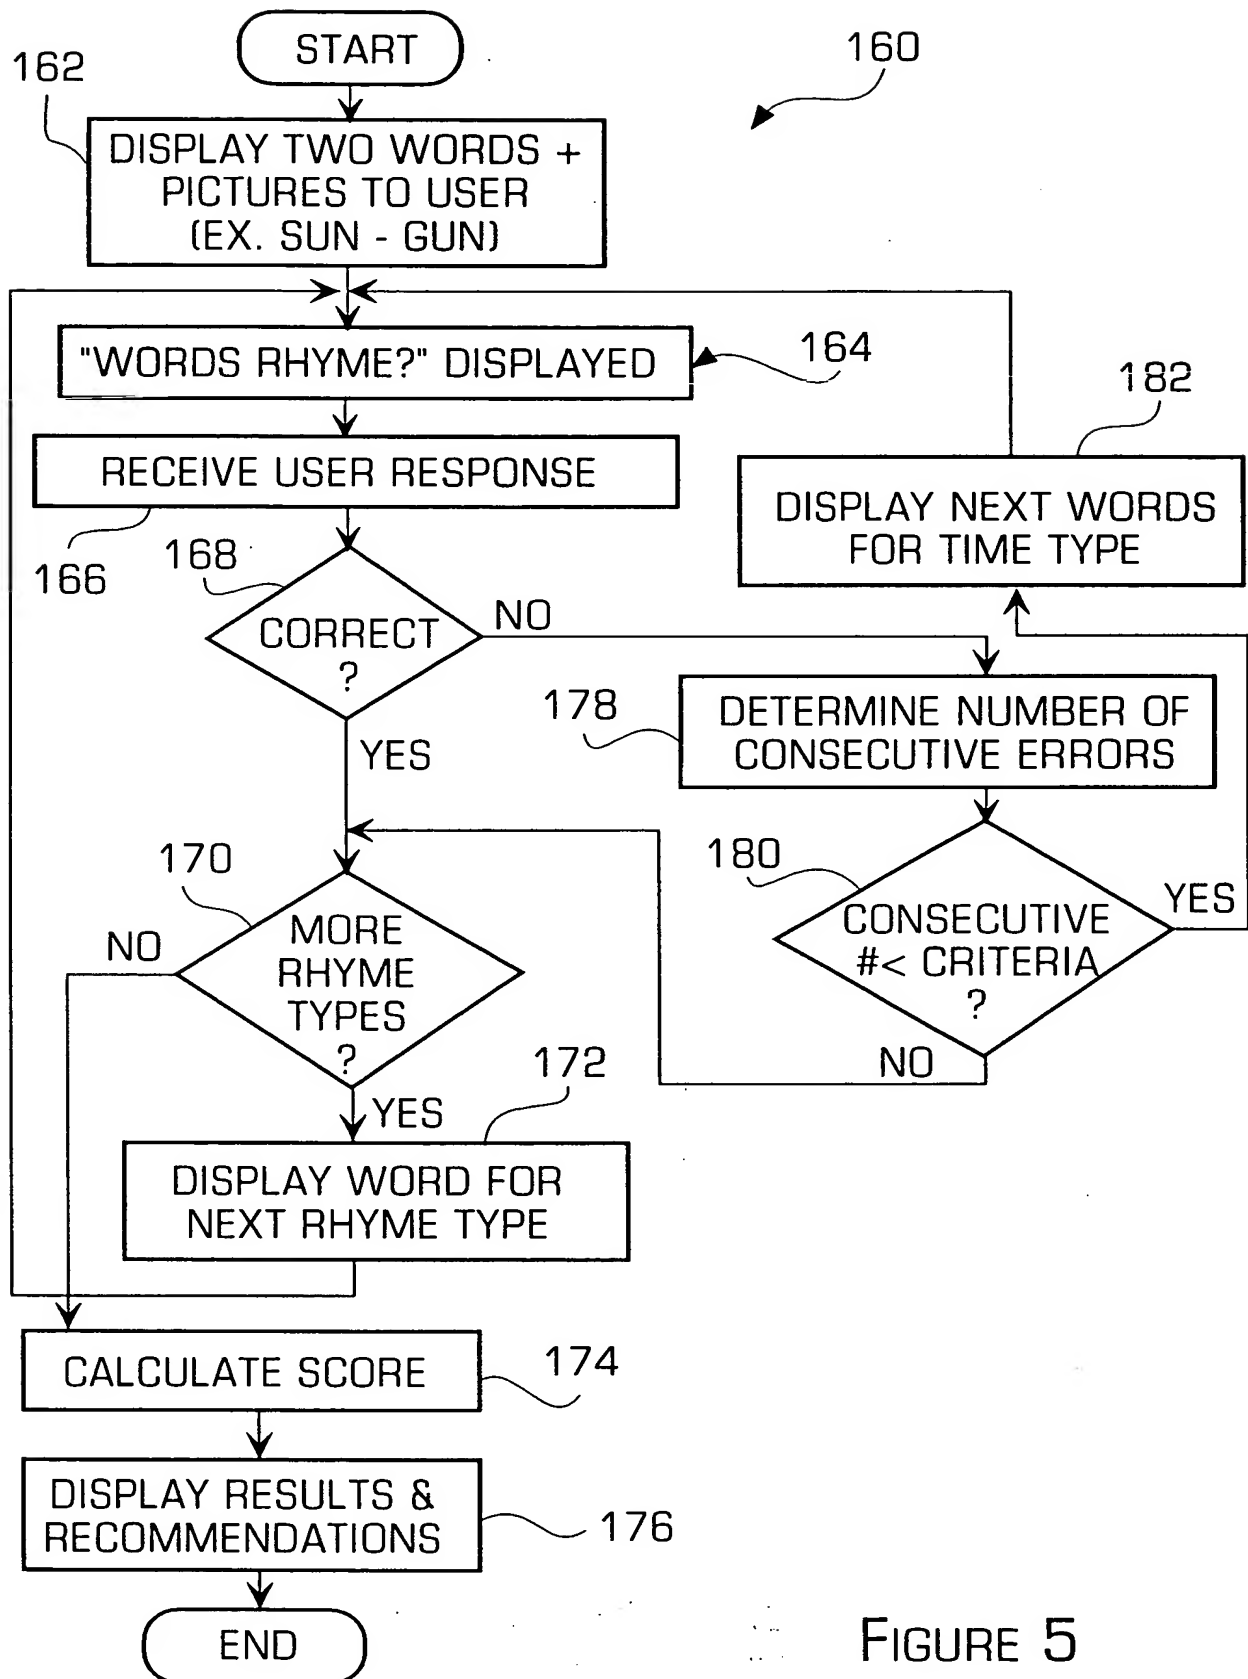 START
160
162
DISPLAY TWO WORDS +
PICTURES TO USER
(EX. SUN - GUN)
"WORDS RHYME?" DISPLAYED
164
182
RECEIVE USER RESPONSE
DISPLAY NEXT WORDS
FOR TIME TYPE
166
168
CORRECT
?
NO
YES
178
DETERMINE NUMBER OF
CONSECUTIVE ERRORS
170
180
CONSECUTIVE
#< CRITERIA
?
YES
NO
MORE
RHYME
TYPES
?
NO
YES
172
DISPLAY WORD FOR
NEXT RHYME TYPE
CALCULATE SCORE
174
DISPLAY RESULTS &
RECOMMENDATIONS
176
END
FIGURE 5